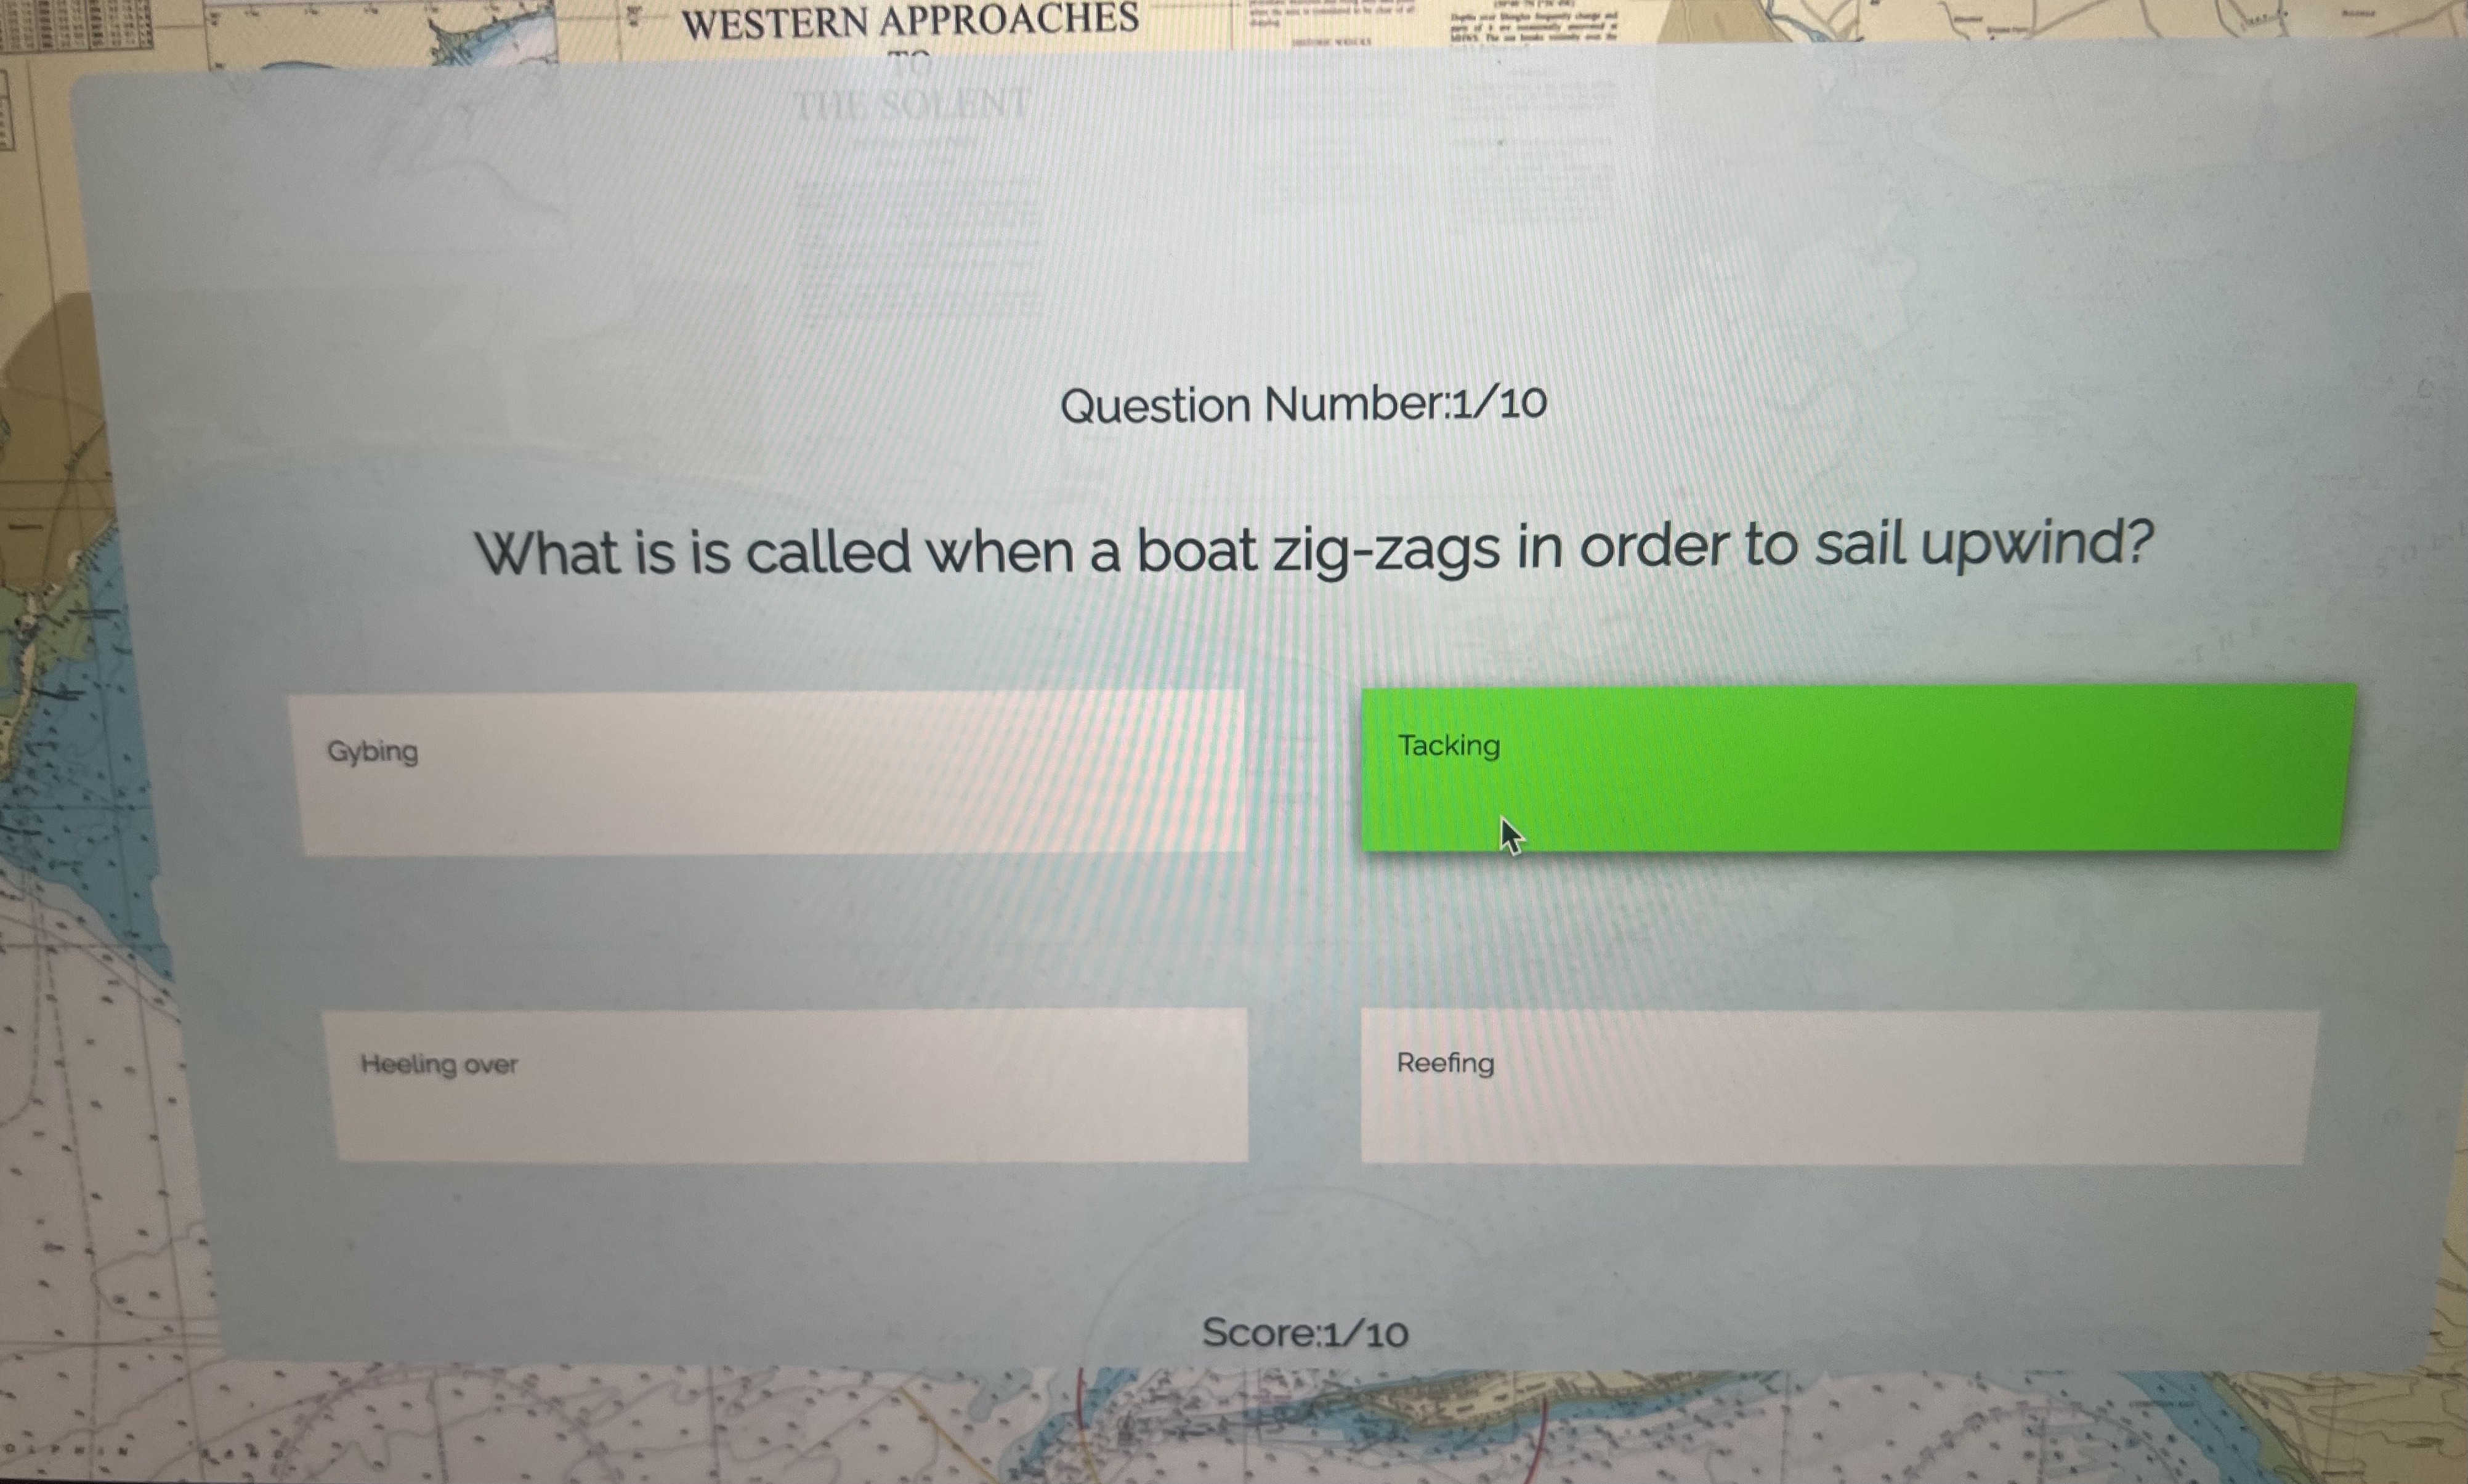 WESTERN APPROACHES
TO
THE SOLENT
Question Number:1/10
What is is called when a boat zig-zags in order to sail upwind?
Gybing
Tacking
Heeling over
Reefing
Score:1/10